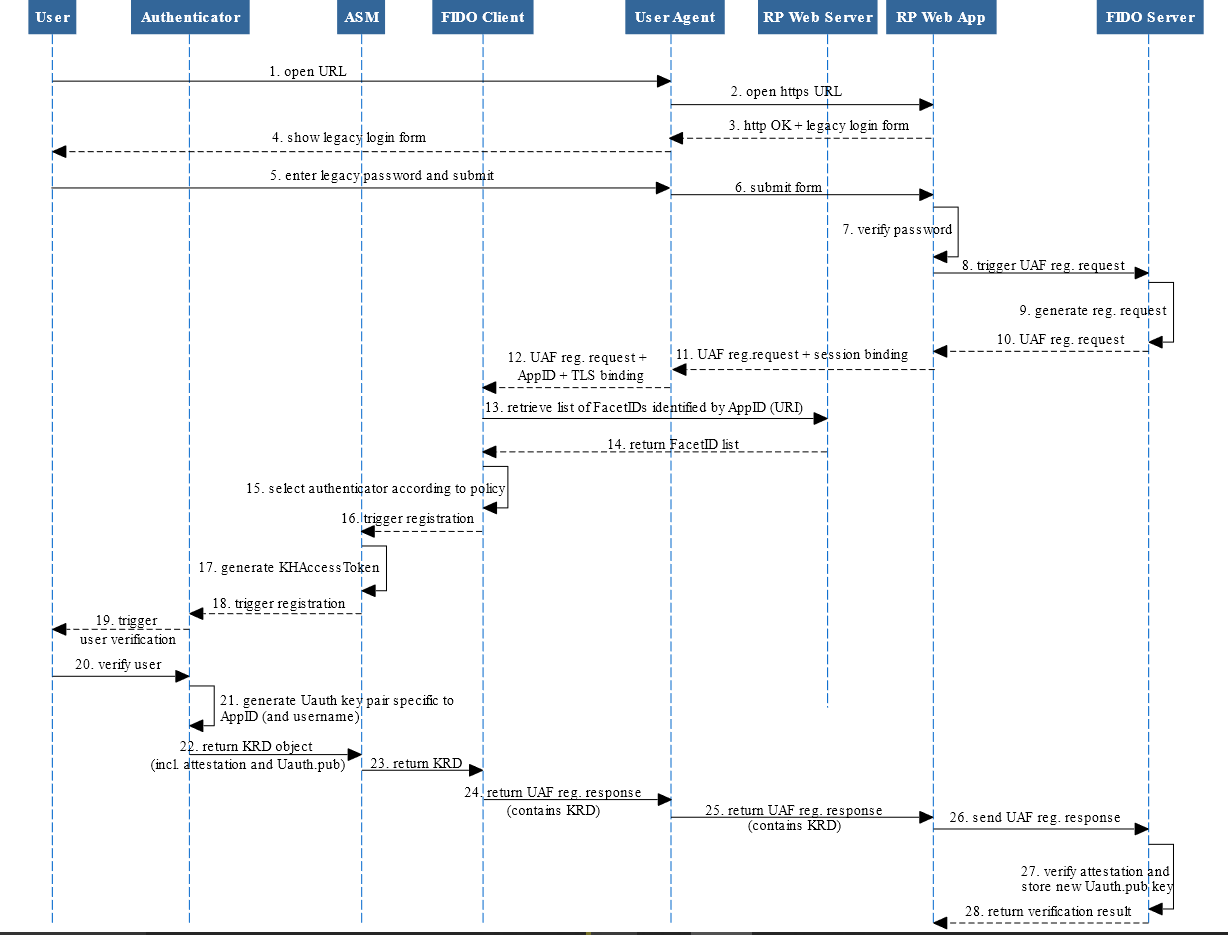 User
Authenticator
ASM
FIDO Client
User Agent
RP Web Server
RP Web App
FIDO Server
1. open URL
2. open https URL
3. http OK + legacy login form
4. show legacy login form
5. enter legacy password and submit
6. submit form
7. verify password
8. trigger UAF reg. request
9. generate reg. request
10. UAF reg. request
11. UAF reg.request + session binding
12. UAF reg. request +
AppID + TLS binding
13. retrieve list of FacetIDs identified by AppID (URI)
14. return FacetID list
15. select authenticator according to policy
16. trigger registration
17. generate KHAccessToken
18. trigger registration
19. trigger
user verification
20. verify user
21. generate Uauth key pair specific to
AppID (and username)
22. return KRD object
(incl. attestation and Uauth.pub)
23. return KRD
24. return UAF reg. response
(contains KRD)
25. return UAF reg. response
(contains KRD)
26. send UAF reg. response
27. verify attestation and
store new Uauth.pub key
28. return verification result